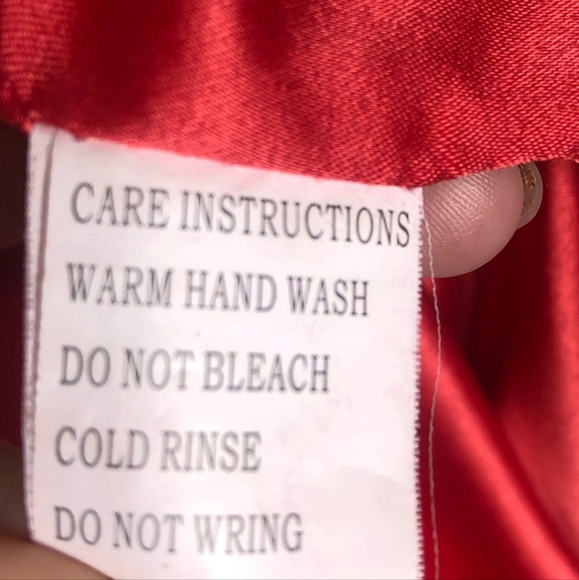 CARE INSTRUCTIONS
WARM HAND WASH
DO NOT BLEACH
COLD RINSE
DO NOT WRING